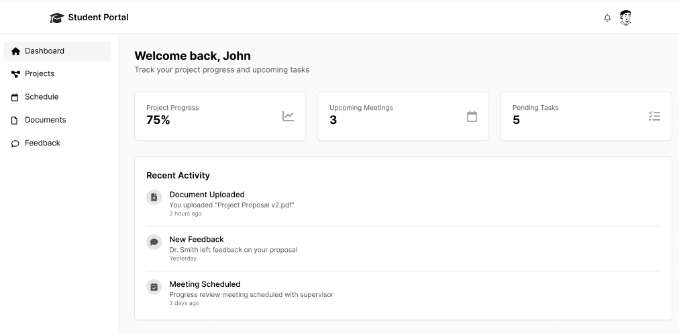 Student Portal
Dashboard
Projects
Schedule
Documents
Feedback
Welcome back, John
Track your project progress and upcoming tasks
Project Progress
75%
Upcoming Meetings
3
Pending Tasks
5
Recent Activity
Document Uploaded
You uploaded "Project Proposal v2.pdf"
2 hours ago
New Feedback
Dr. Smith left feedback on your proposal
Yesterday
Meeting Scheduled
Progress review meeting scheduled with supervisor
2 days ago